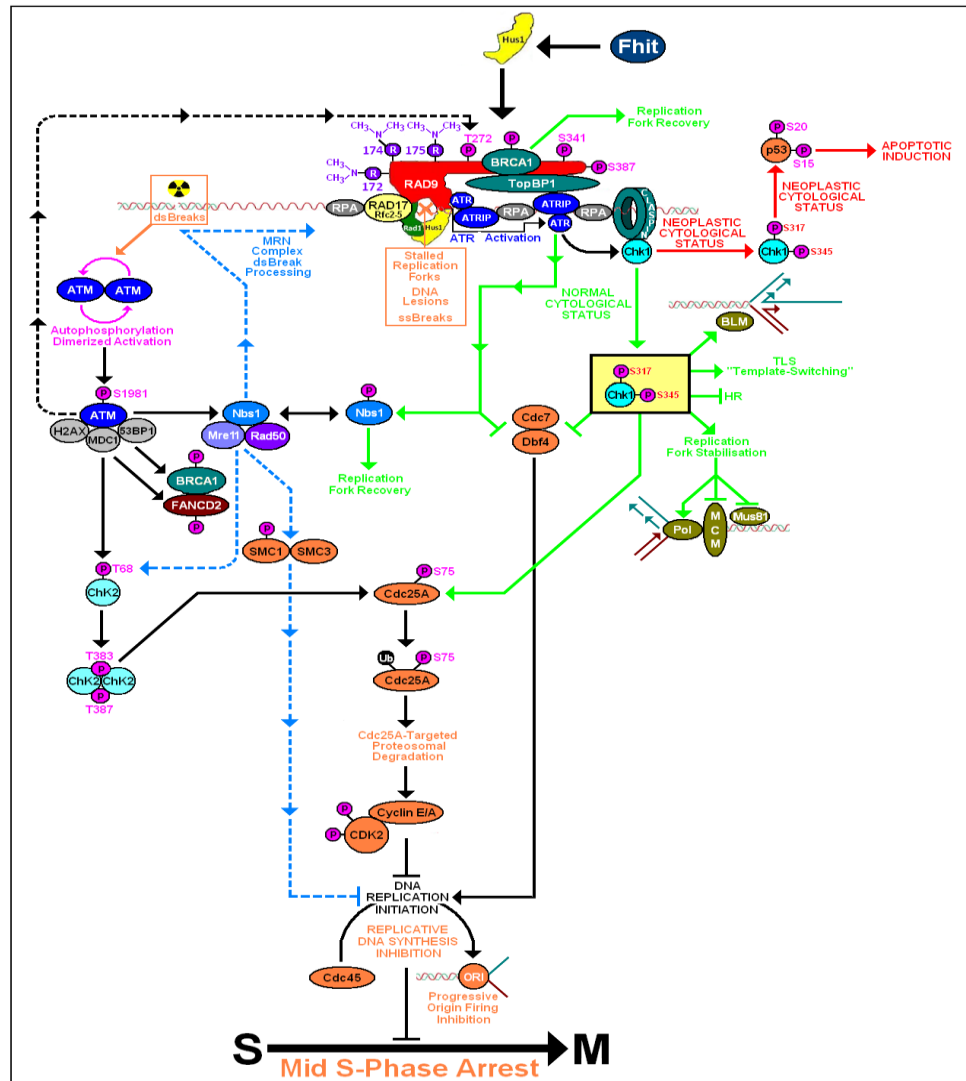 Hus1
Fhit
CH₃ CH₃
N
CH₃ CH₃
N
174 R
175 R
T272
P
P
S341
P
Replication
Fork Recovery
S20
P
p53
P
S15
APOPTOTIC
INDUCTION
CH₃
N
CH₃
R
172
BRCA1
P S387
RAD9
TopBP1
NEOPLASTIC
CYTOLOGICAL
STATUS
dsBreaks
RPA
RAD17
Rfc2-5
Rad1
Hus1
ATR
ATRIP
RPA
ATRIP
ATR
RPA
CLASPIN
ATR Activation
Chk1
NEOPLASTIC
CYTOLOGICAL
STATUS
P S317
Chk1
P S345
MRN
Complex
dsBreak
Processing
Stalled
Replication
Forks
DNA
Lesions
ssBreaks
NORMAL
CYTOLOGICAL
STATUS
ATM ATM
BLM
Autophosphorylation
Dimerized Activation
TLS
"Template-Switching"
P S317
Chk1
P S345
HR
P S1981
ATM
H2AX
MDC1
53BP1
Nbs1
Mre11
Rad50
P
Nbs1
Cdc7
Dbf4
Replication
Fork Stabilisation
P
BRCA1
FANCD2
P
Replication
Fork Recovery
Pol
MCM
Mus81
P
SMC1 SMC3
P T68
ChK2
P S75
Cdc25A
T383
P
ChK2 ChK2
P
T387
Ub
P S75
Cdc25A
Cdc25A-Targeted
Proteosomal
Degradation
P
P
CDK2
Cyclin E/A
DNA
REPLICATION
INITIATION
REPLICATIVE
DNA SYNTHESIS
INHIBITION
Cdc45
ORI
Progressive
Origin Firing
Inhibition
S M
Mid S-Phase Arrest